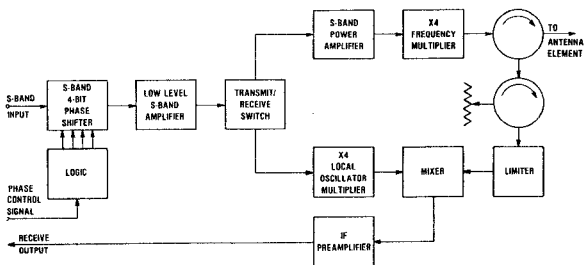 S-BAND
INPUT
S-BAND
4-BIT
PHASE
SHIFTER
LOW LEVEL
S-BAND
AMPLIFIER
TRANSMIT/
RECEIVE
SWITCH
S-BAND
POWER
AMPLIFIER
X4
FREQUENCY
MULTIPLIER
TO
ANTENNA
ELEMENT
LOGIC
PHASE
CONTROL
SIGNAL
X4
LOCAL
OSCILLATOR
MULTIPLIER
MIXER
LIMITER
IF
PREAMPLIFIER
RECEIVE
OUTPUT